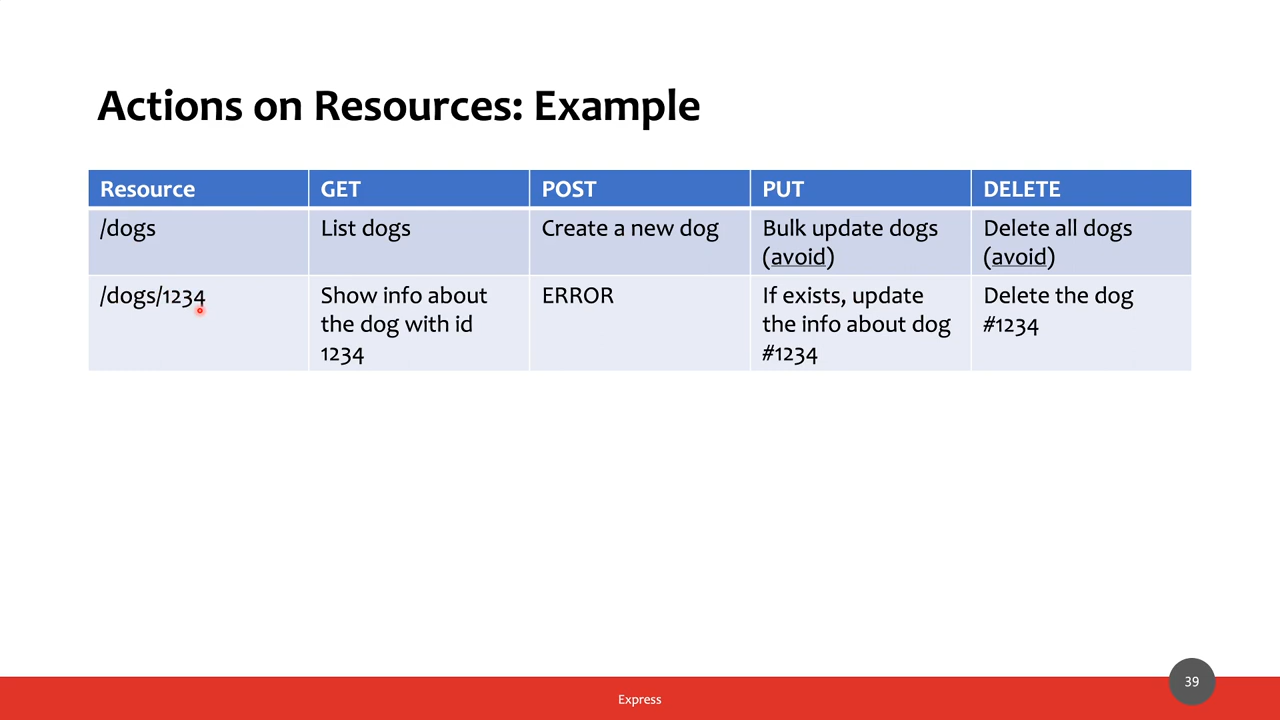 Actions on Resources: Example
Resource GET POST PUT DELETE
/dogs List dogs Create a new dog Bulk update dogs Delete all dogs
(avoid) (avoid)
/dogs/1234 Show info about ERROR If exists, update Delete the dog
the dog with id the info about dog #1234
1234 #1234
39
Express